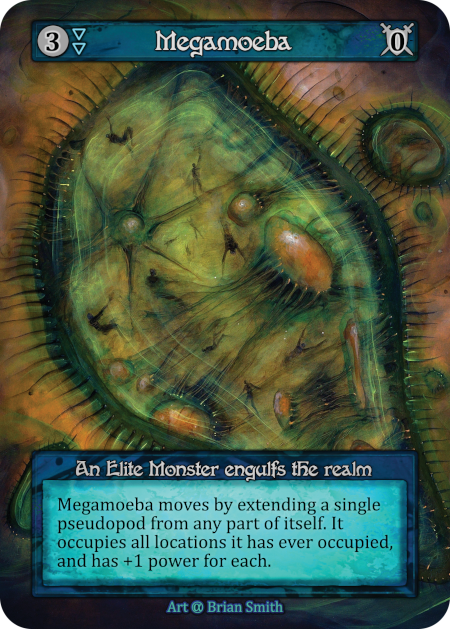 3 Megamoeba 0
An Elite Monster engulfs the realm
Megamoeba moves by extending a single
pseudopod from any part of itself. It
occupies all locations it has ever occupied,
and has +1 power for each.
Art @ Brian Smith